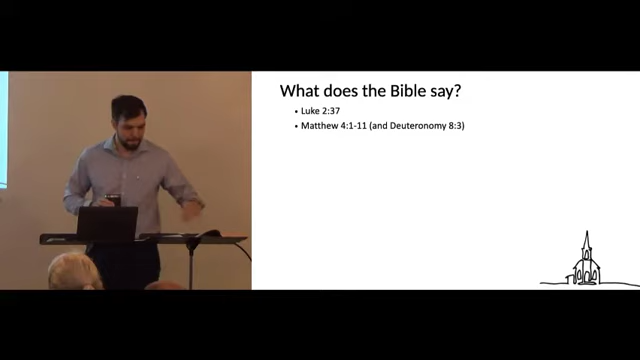 What does the Bible say?
• Luke 2:37
• Matthew 4:1-11 (and Deuteronomy 8:3)